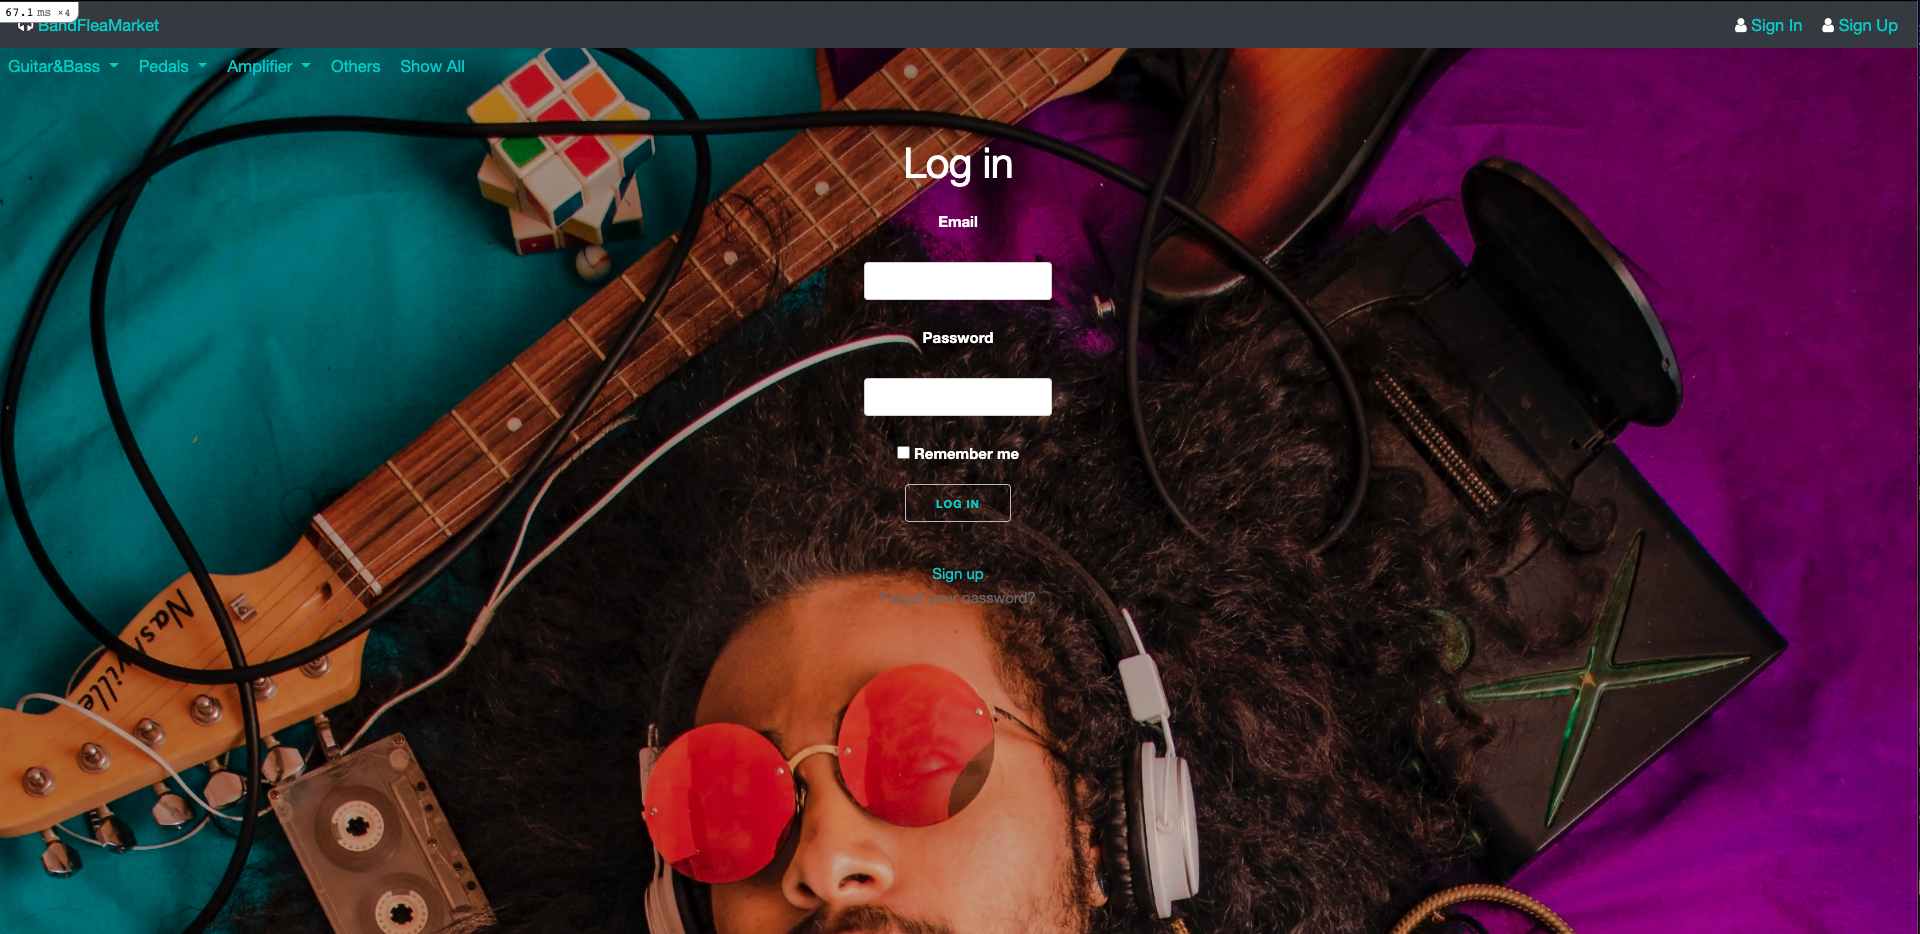 67.1 ms ×4
BandFleaMarket
Sign In
Sign Up
Guitar&Bass
Pedals
Amplifier
Others
Show All
Log in
Email
Password
Remember me
LOG IN
Sign up
Forgot your password?
Nashville